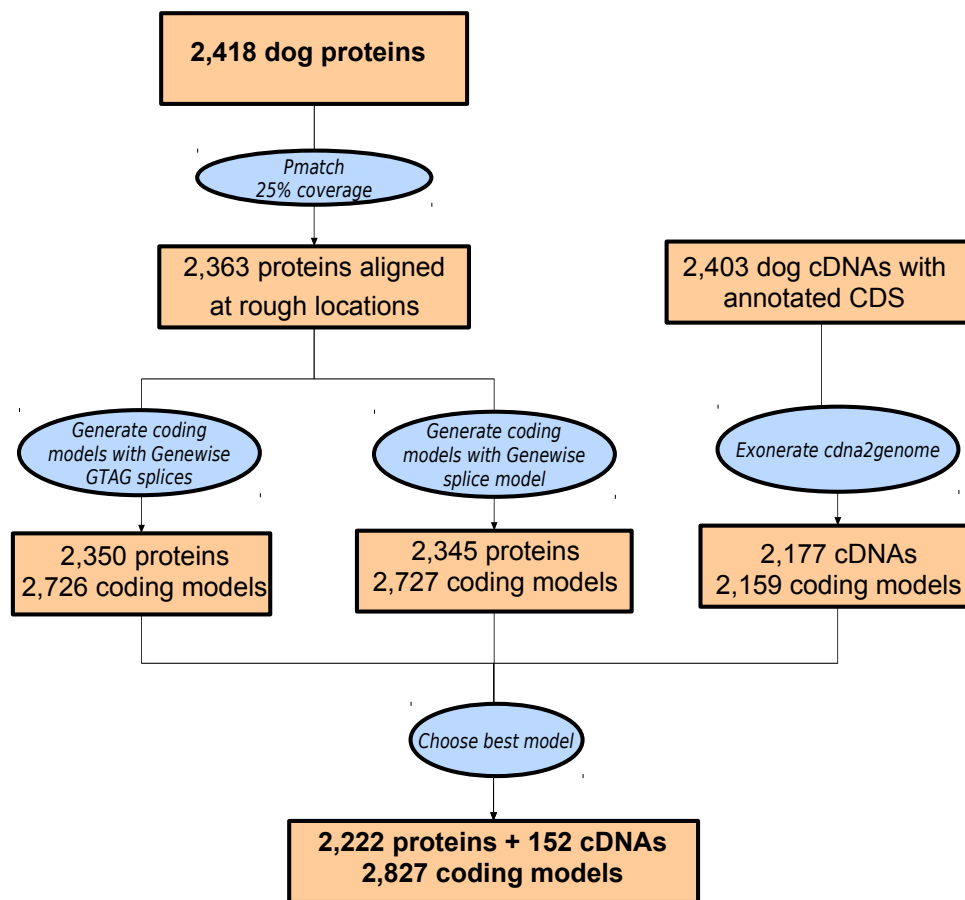 2,418 dog proteins
Pmatch
25% coverage
2,363 proteins aligned
at rough locations
2,403 dog cDNAs with
annotated CDS
Generate coding
models with Genewise
GTAG splices
Generate coding
models with Genewise
splice model
Exonerate cdna2genome
2,350 proteins
2,726 coding models
2,345 proteins
2,727 coding models
2,177 cDNAs
2,159 coding models
Choose best model
2,222 proteins + 152 cDNAs
2,827 coding models